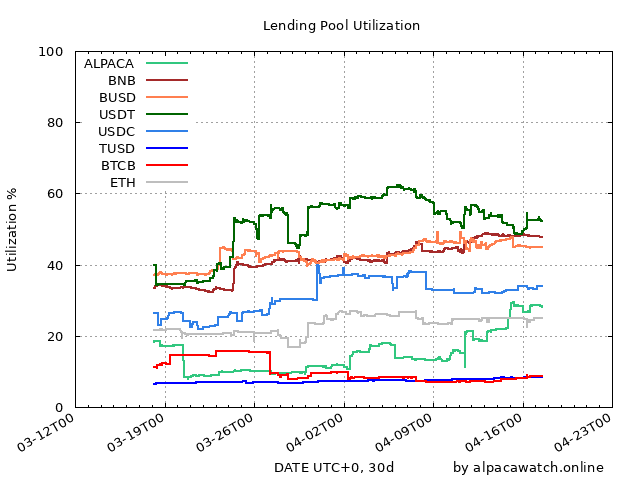 Lending Pool Utilization
100
80
60
40
20
0
Utilization %
ALPACA
BNB
BUSD
USDT
USDC
TUSD
BTCB
ETH
03-12T00
03-19T00
03-26T00
04-02T00
04-09T00
04-16T00
04-23T00
DATE UTC+0, 30d
by alpacawatch.online